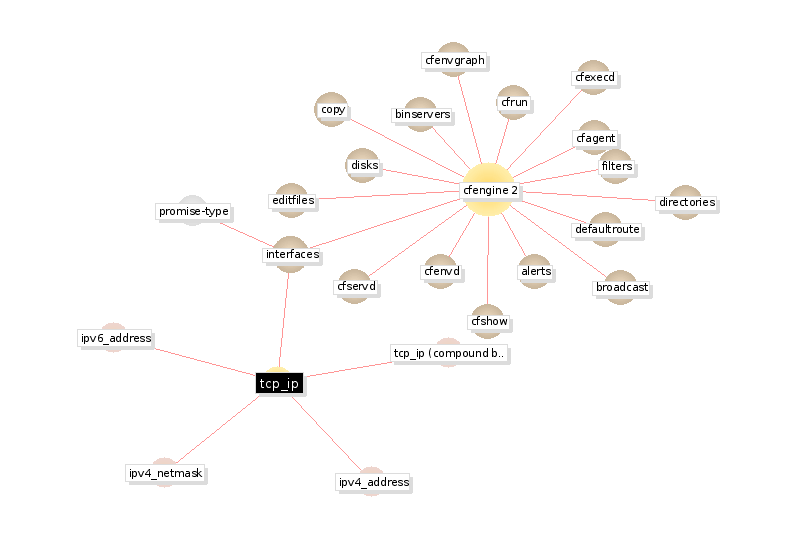 cfenvgraph
cfexecd
cfrun
copy
binservers
cfagent
disks
filters
cfengine 2
editfiles
directories
promise-type
defaultroute
interfaces
cfservd
cfenvd
alerts
broadcast
cfshow
ipv6_address
tcp_ip (compound b..
tcp_ip
ipv4_netmask
ipv4_address